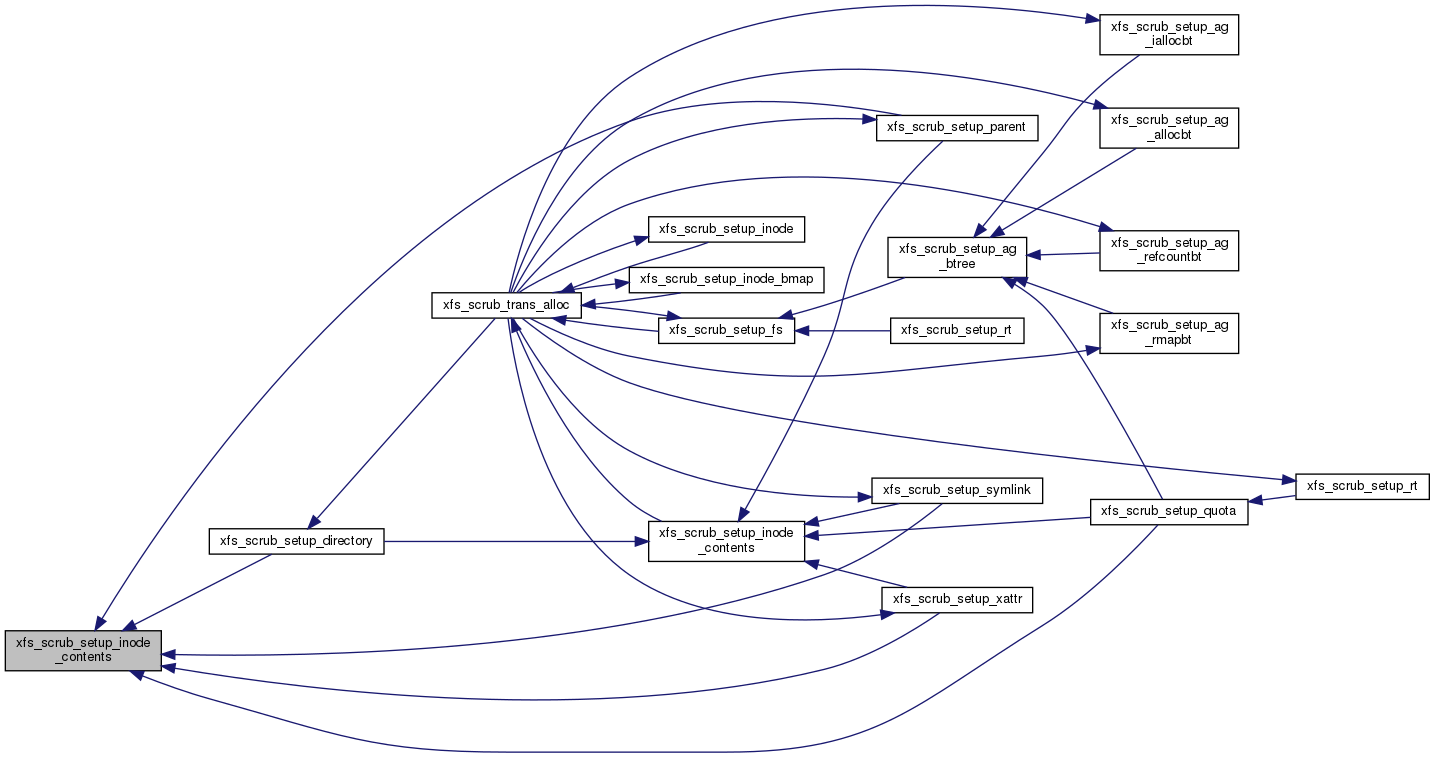 xfs_scrub_setup_ag
_iallocbt
xfs_scrub_setup_ag
_allocbt
xfs_scrub_setup_parent
xfs_scrub_setup_inode
xfs_scrub_setup_ag
_btree
xfs_scrub_setup_ag
_refcountbt
xfs_scrub_setup_inode_bmap
xfs_scrub_trans_alloc
xfs_scrub_setup_fs
xfs_scrub_setup_rt
xfs_scrub_setup_ag
_rmapbt
xfs_scrub_setup_symlink
xfs_scrub_setup_rt
xfs_scrub_setup_quota
xfs_scrub_setup_directory
xfs_scrub_setup_inode
_contents
xfs_scrub_setup_xattr
xfs_scrub_setup_inode
_contents